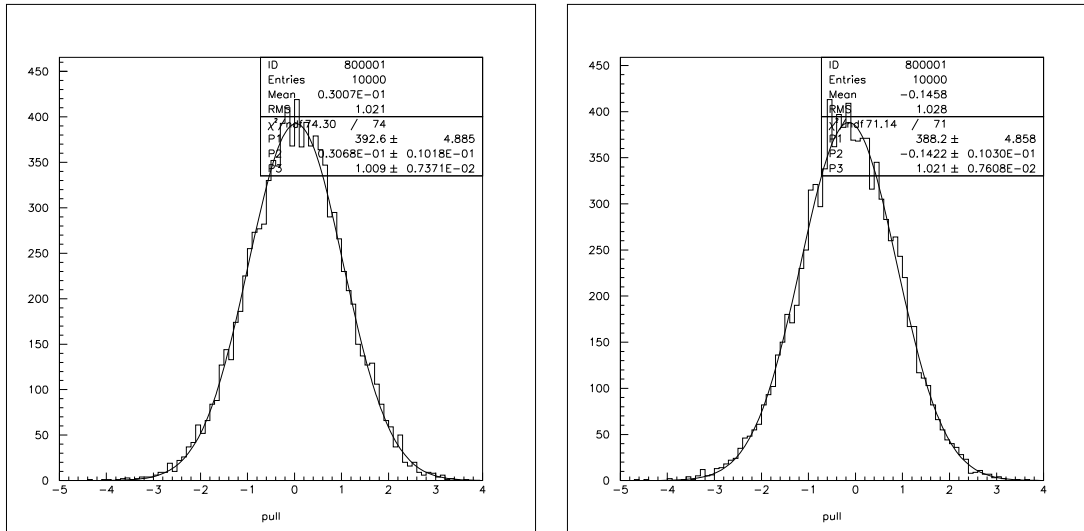 ID 800001
Entries 10000
Mean 0.3007E-01
RMS 1.021
χ²/ndf 74.30 / 74
P1 392.6 ± 4.885
P2 0.3068E-01 ± 0.1018E-01
P3 1.009 ± 0.7371E-02
450
400
350
300
250
200
150
100
50
0
-5 -4 -3 -2 -1 0 1 2 3 4
pull
ID 800001
Entries 10000
Mean -0.1458
RMS 1.028
χ²/ndf 71.14 / 71
P1 388.2 ± 4.858
P2 -0.1422 ± 0.1030E-01
P3 1.021 ± 0.7608E-02
450
400
350
300
250
200
150
100
50
0
-5 -4 -3 -2 -1 0 1 2 3 4
pull